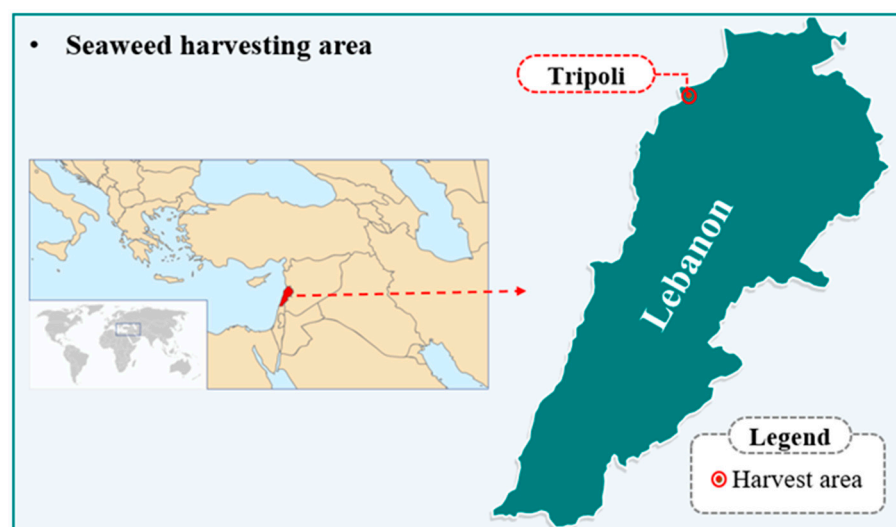 • Seaweed harvesting area
Tripoli
Lebanon
Legend
Harvest area